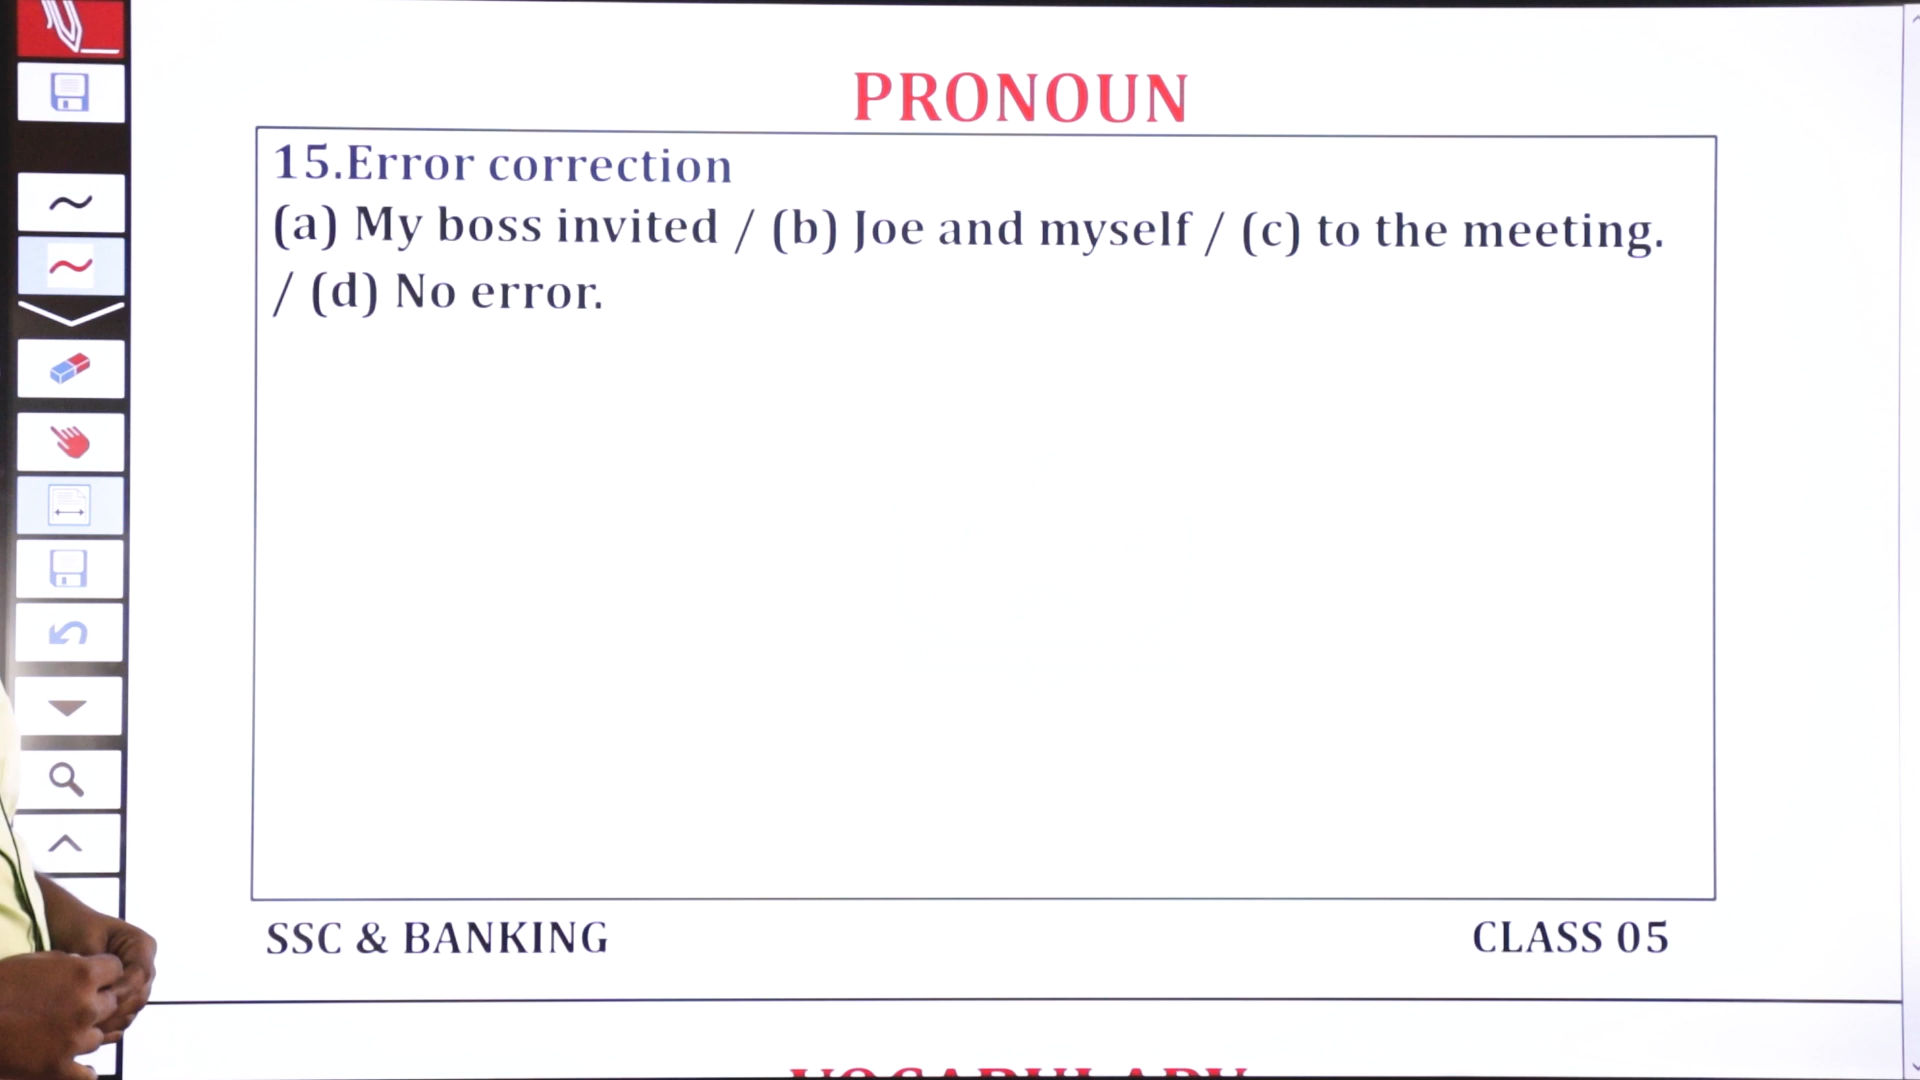 PRONOUN
15.Error correction
(a) My boss invited / (b) Joe and myself / (c) to the meeting.
/ (d) No error.
SSC & BANKING
CLASS 05
VOCABULARY